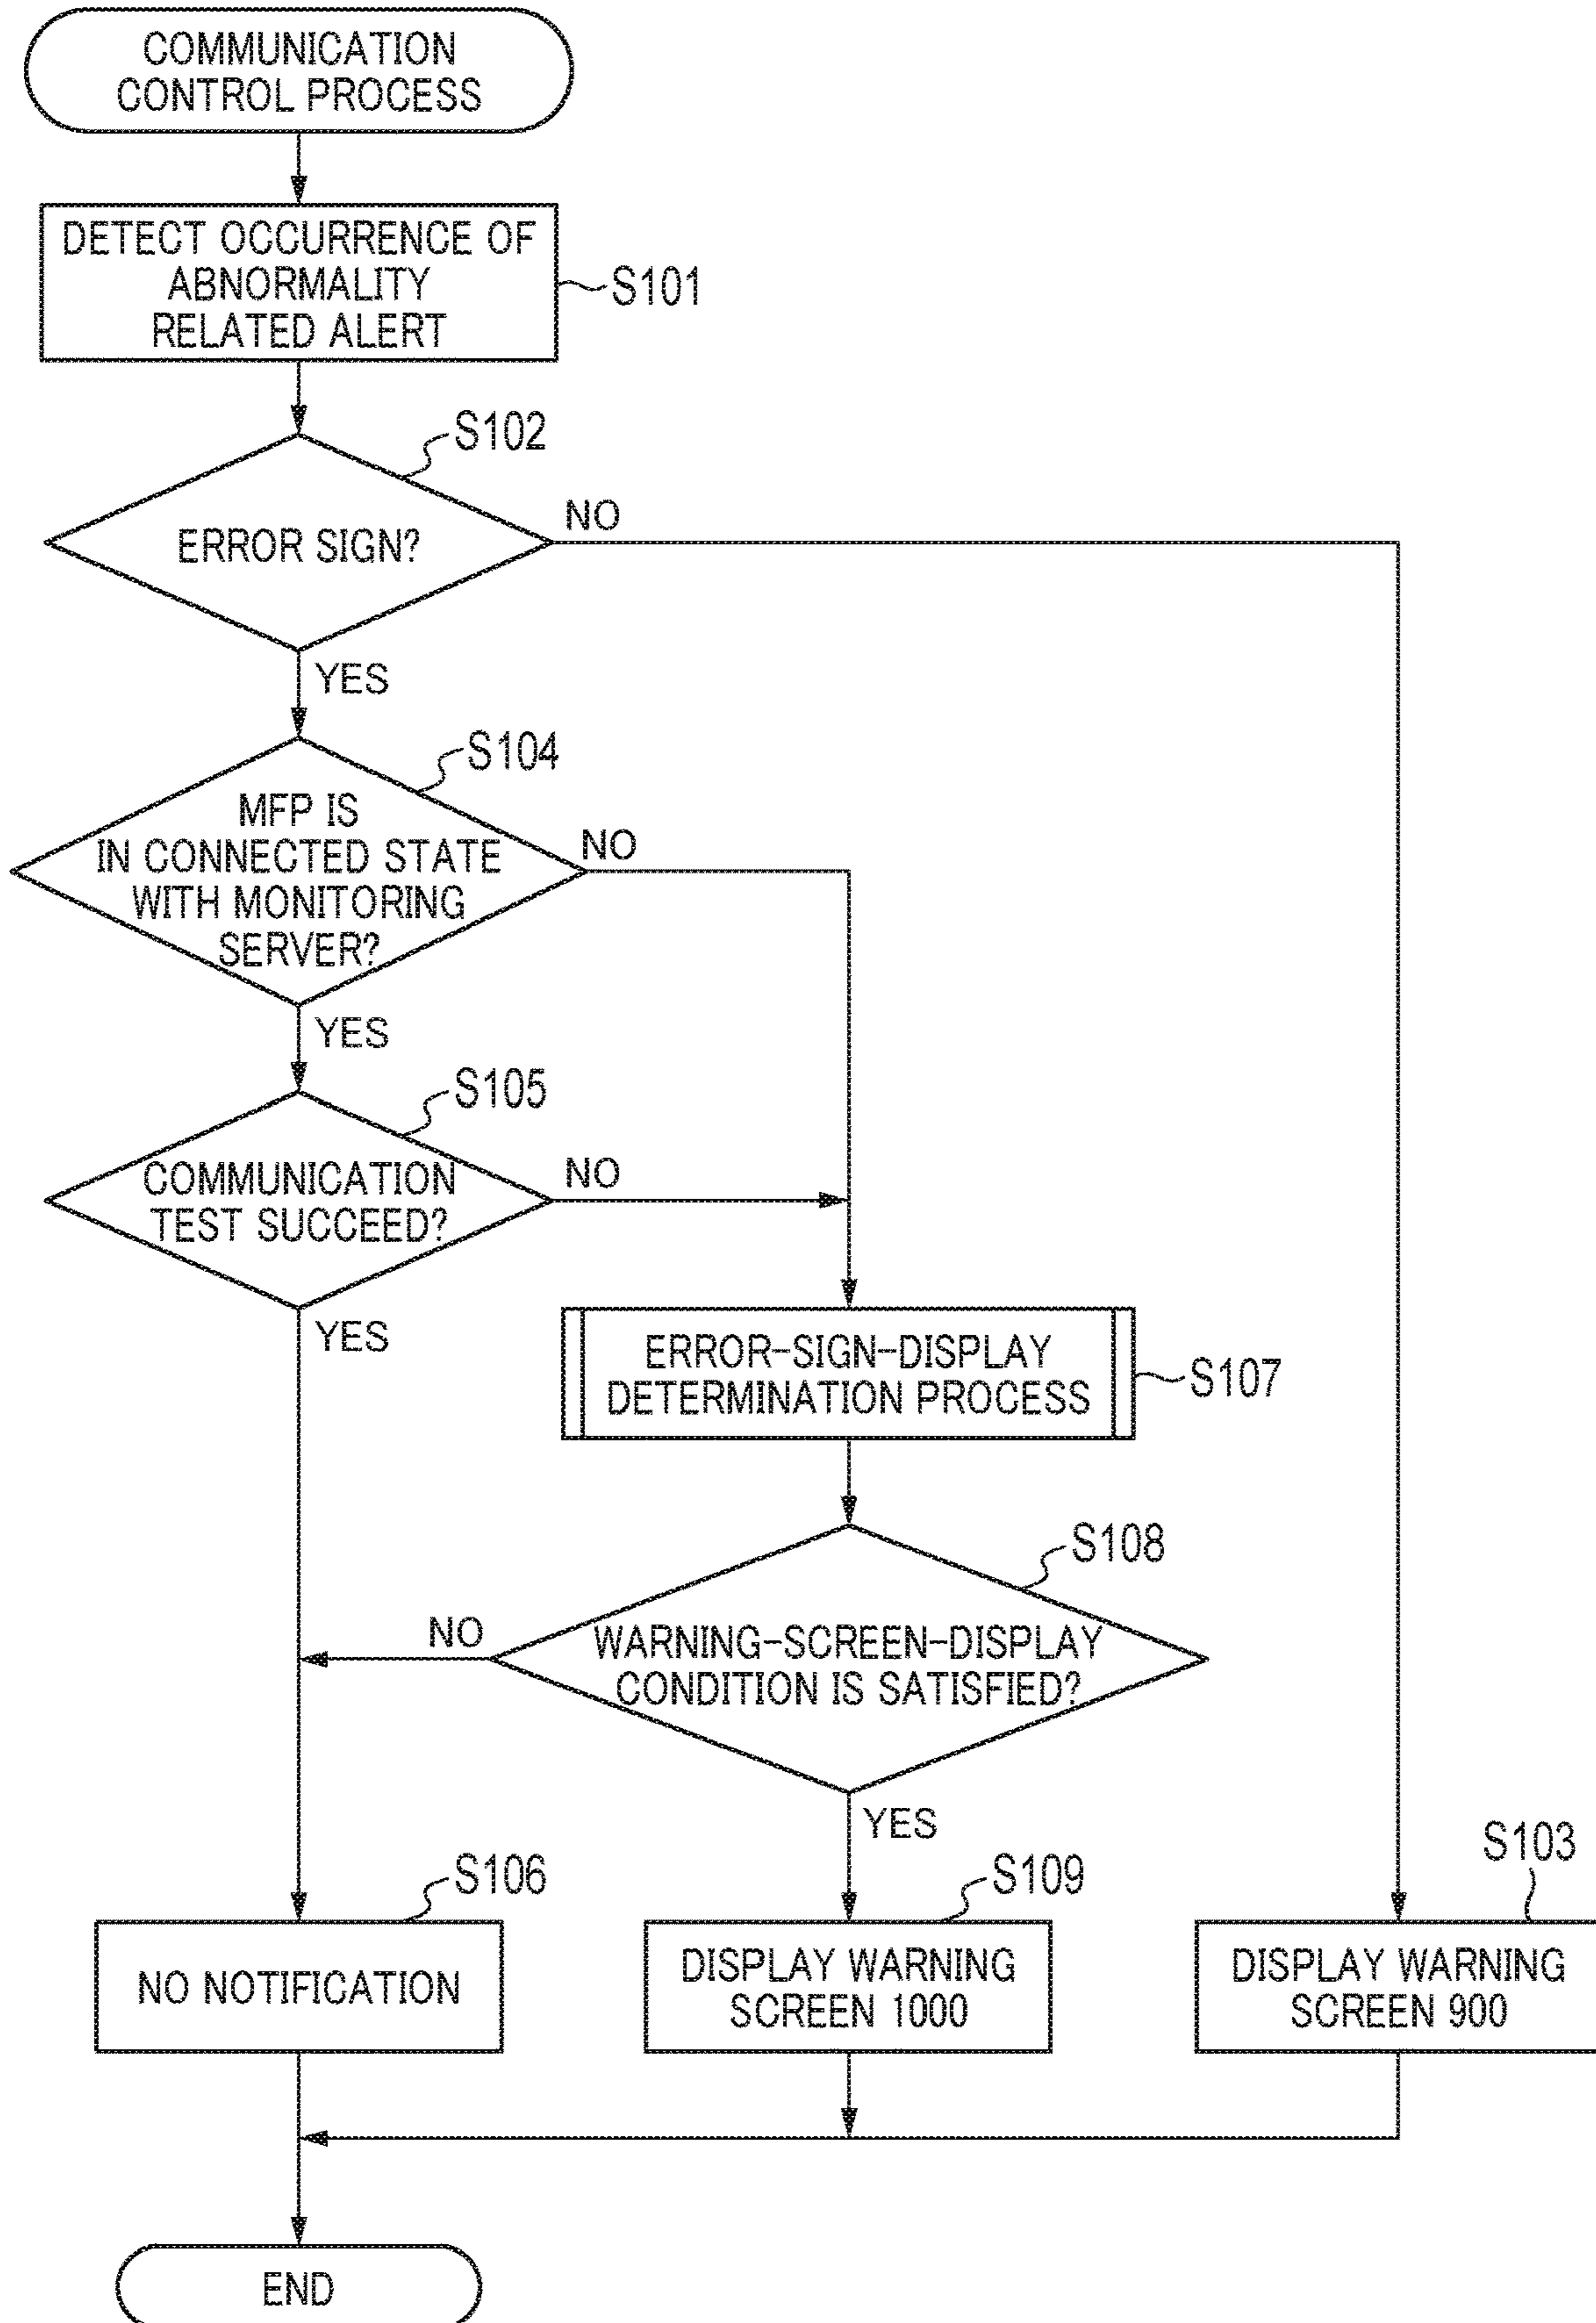 COMMUNICATION
CONTROL PROCESS
DETECT OCCURRENCE OF
ABNORMALITY
RELATED ALERT
S101
S102
ERROR SIGN?
NO
YES
S104
MFP IS
IN CONNECTED STATE
WITH MONITORING
SERVER?
NO
YES
S105
COMMUNICATION
TEST SUCCEED?
NO
YES
ERROR-SIGN-DISPLAY
DETERMINATION PROCESS
S107
S108
WARNING-SCREEN-DISPLAY
CONDITION IS SATISFIED?
NO
YES
S106
NO NOTIFICATION
S109
DISPLAY WARNING
SCREEN 1000
S103
DISPLAY WARNING
SCREEN 900
END